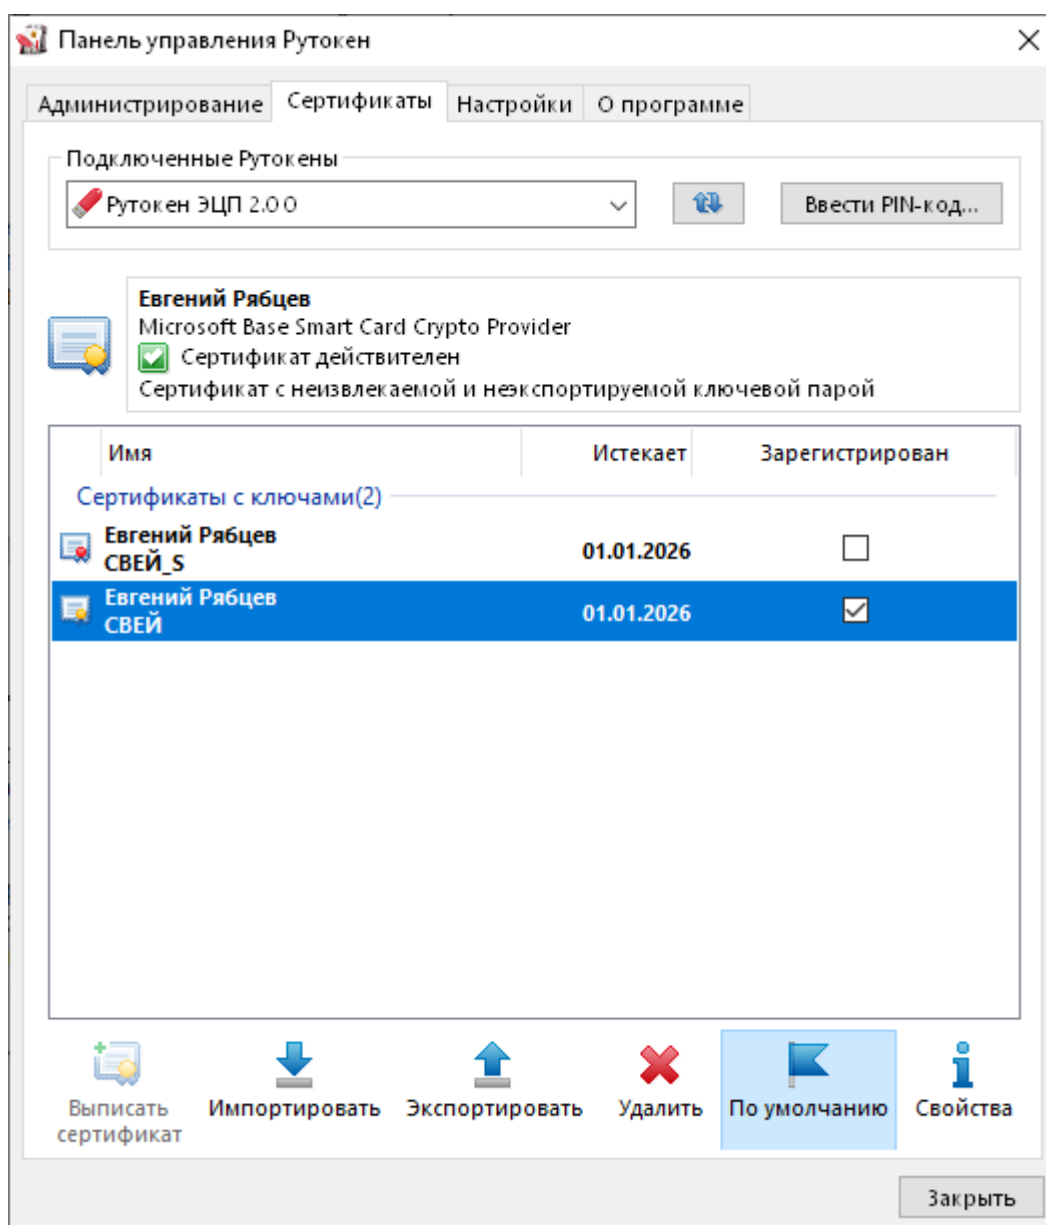 Панель управления Рутокен
Администрирование Сертификаты Настройки О программе
Подключенные Рутокены
Рутокен ЭЦП 2.0 0
Ввести PIN-код...
Евгений Рябцев
Microsoft Base Smart Card Crypto Provider
Сертификат действителен
Сертификат с неизвлекаемой и неэкспортируемой ключевой парой
Имя Истекает Зарегистрирован
Сертификаты с ключами(2)
Евгений Рябцев
СВЕЙ_S 01.01.2026
Евгений Рябцев
СВЕЙ 01.01.2026
Выписать сертификат
Импортировать
Экспортировать
Удалить
По умолчанию
Свойства
Закрыть